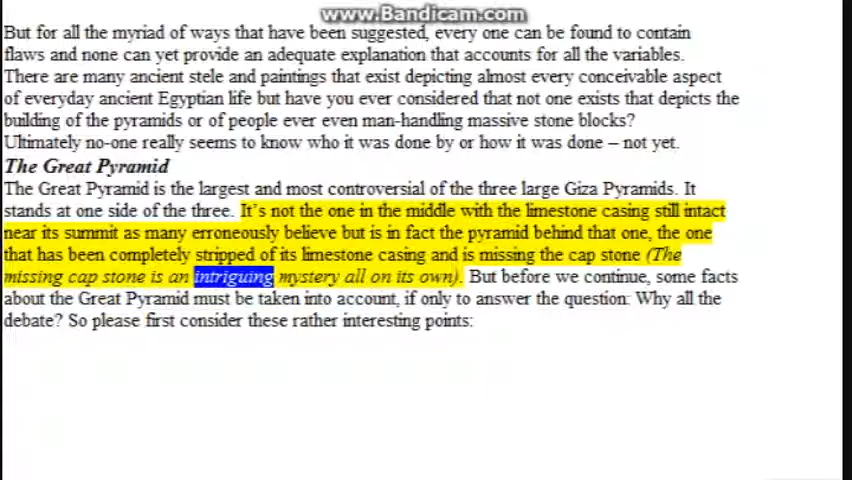 www.Bandicam.com
But for all the myriad of ways that have been suggested, every one can be found to contain
flaws and none can yet provide an adequate explanation that accounts for all the variables.
There are many ancient stele and paintings that exist depicting almost every conceivable aspect
of everyday ancient Egyptian life but have you ever considered that not one exists that depicts the
building of the pyramids or of people ever even man-handling massive stone blocks?
Ultimately no-one really seems to know who it was done by or how it was done – not yet.
The Great Pyramid
The Great Pyramid is the largest and most controversial of the three large Giza Pyramids. It
stands at one side of the three. It's not the one in the middle with the limestone casing still intact
near its summit as many erroneously believe but is in fact the pyramid behind that one, the one
that has been completely stripped of its limestone casing and is missing the cap stone (The
missing cap stone is an intriguing mystery all on its own). But before we continue, some facts
about the Great Pyramid must be taken into account, if only to answer the question: Why all the
debate? So please first consider these rather interesting points: